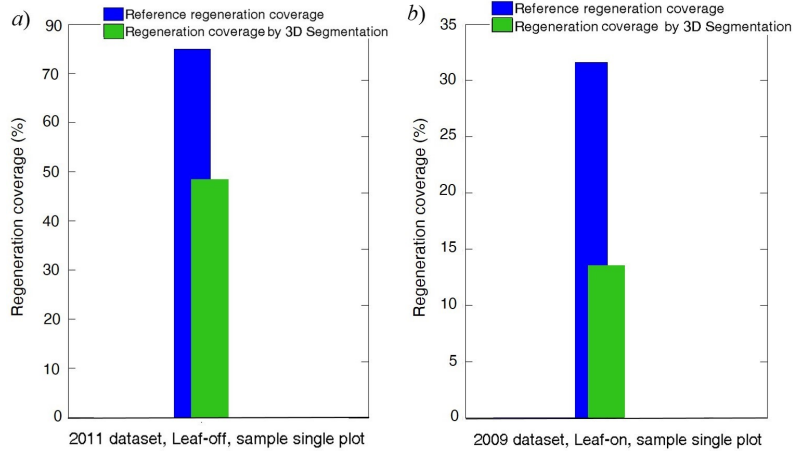 a)
Reference regeneration coverage
Regeneration coverage by 3D Segmentation
90
70
60
50
40
30
20
10
0
Regeneration coverage (%)
2011 dataset, Leaf-off, sample single plot
b)
Reference regeneration coverage
Regeneration coverage by 3D Segmentation
35
30
25
20
15
10
5
0
Regeneration coverage (%)
2009 dataset, Leaf-on, sample single plot